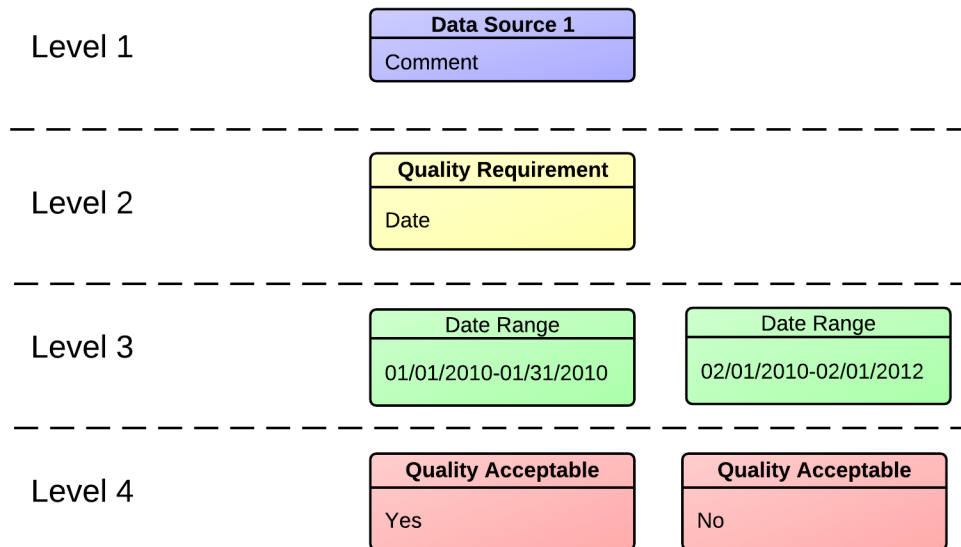 Level 1
Data Source 1
Comment
Level 2
Quality Requirement
Date
Level 3
Date Range
01/01/2010-01/31/2010
Date Range
02/01/2010-02/01/2012
Level 4
Quality Acceptable
Yes
Quality Acceptable
No